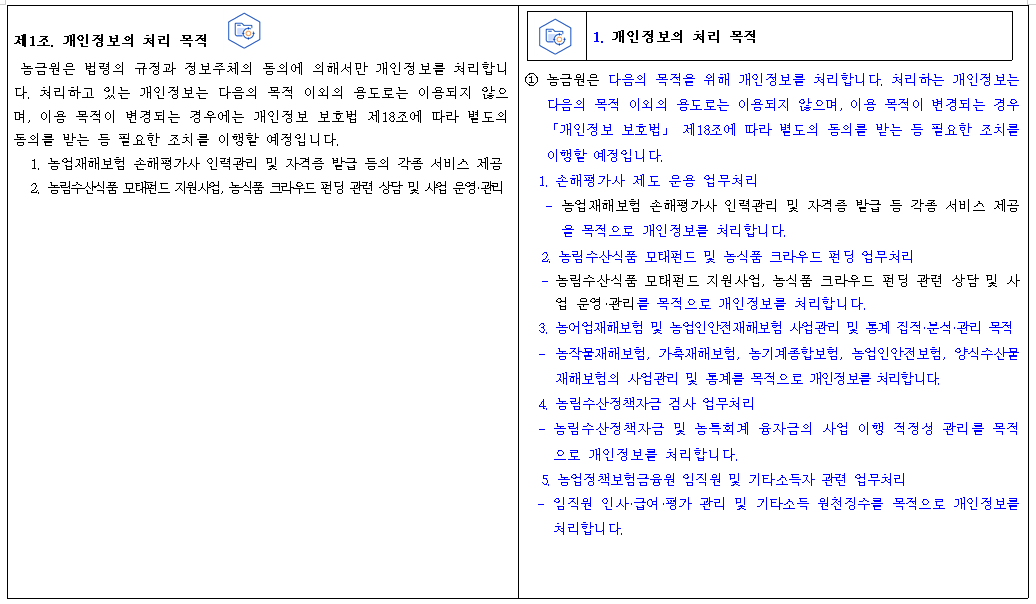 제1조. 개인정보의 처리 목적
농금원은 법령의 규정과 정보주체의 동의에 의해서만 개인정보를 처리합니
다. 처리하고 있는 개인정보는 다음의 목적 이외의 용도로는 이용되지 않으
며, 이용 목적이 변경되는 경우에는 개인정보 보호법 제18조에 따라 별도의
동의를 받는 등 필요한 조치를 이행할 예정입니다.
1. 농업재해보험 손해평가사 인력관리 및 자격증 발급 등의 각종 서비스 제공
2. 농림수산식품 모태펀드 지원사업, 농식품 크라우드 펀딩 관련 상담 및 사업 운영·관리
1. 개인정보의 처리 목적
① 농금원은 다음의 목적을 위해 개인정보를 처리합니다. 처리하는 개인정보는
다음의 목적 이외의 용도로는 이용되지 않으며, 이용 목적이 변경되는 경우
「개인정보 보호법」 제18조에 따라 별도의 동의를 받는 등 필요한 조치를
이행할 예정입니다.
1. 손해평가사 제도 운용 업무처리
- 농업재해보험 손해평가사 인력관리 및 자격증 발급 등 각종 서비스 제공
을 목적으로 개인정보를 처리합니다.
2. 농림수산식품 모태펀드 및 농식품 크라우드 펀딩 업무처리
- 농림수산식품 모태펀드 지원사업, 농식품 크라우드 펀딩 관련 상담 및 사
업 운영·관리를 목적으로 개인정보를 처리합니다.
3. 농어업재해보험 및 농업인안전재해보험 사업관리 및 통계 집적·분석·관리 목적
- 농작물재해보험, 가축재해보험, 농기계종합보험, 농업인안전보험, 양식수산물
재해보험의 사업관리 및 통계를 목적으로 개인정보를 처리합니다.
4. 농림수산정책자금 검사 업무처리
- 농림수산정책자금 및 농특회계 융자금의 사업 이행 적정성 관리를 목적
으로 개인정보를 처리합니다.
5. 농업정책보험금융원 임직원 및 기타소득자 관련 업무처리
- 임직원 인사·급여·평가 관리 및 기타소득 원천징수를 목적으로 개인정보를
처리합니다.